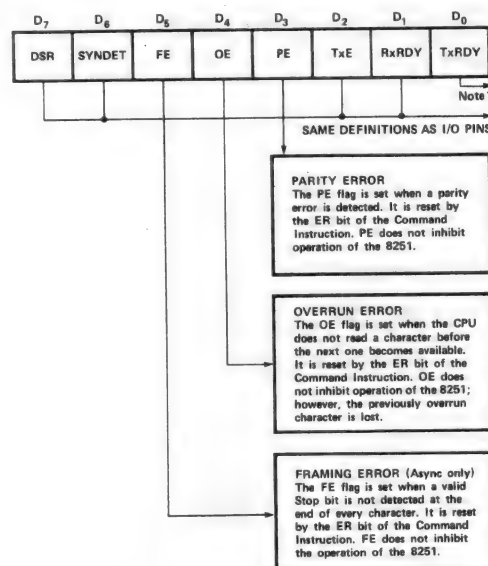 D7 D6 D5 D4 D3 D2 D1 D0
DSR SYNDET FE OE PE TxE RxRDY TxRDY
Note
SAME DEFINITIONS AS I/O PINS
PARITY ERROR
The PE flag is set when a parity
error is detected. It is reset by
the ER bit of the Command
Instruction. PE does not inhibit
operation of the 8251.
OVERRUN ERROR
The OE flag is set when the CPU
does not read a character before
the next one becomes available.
It is reset by the ER bit of the
Command Instruction. OE does
not inhibit operation of the 8251;
however, the previously overrun
character is lost.
FRAMING ERROR (Async only)
The FE flag is set when a valid
Stop bit is not detected at the
end of every character. It is reset
by the ER bit of the Command
Instruction. FE does not inhibit
the operation of the 8251.